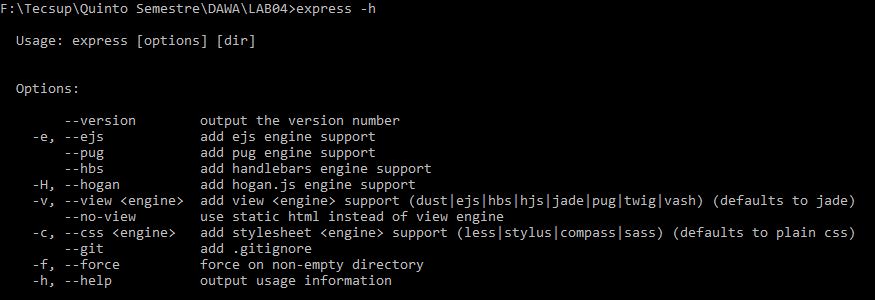 F:\Tecsup\Quinto Semestre\DAWA\LAB04>express -h
Usage: express [options] [dir]
Options:
--version output the version number
-e, --ejs add ejs engine support
--pug add pug engine support
--hbs add handlebars engine support
-H, --hogan add hogan.js engine support
-v, --view <engine> add view <engine> support (dust|ejs|hbs|hjs|jade|pug|twig|vash) (defaults to jade)
--no-view use static html instead of view engine
-c, --css <engine> add stylesheet <engine> support (less|stylus|compass|sass) (defaults to plain css)
--git add .gitignore
-f, --force force on non-empty directory
-h, --help output usage information